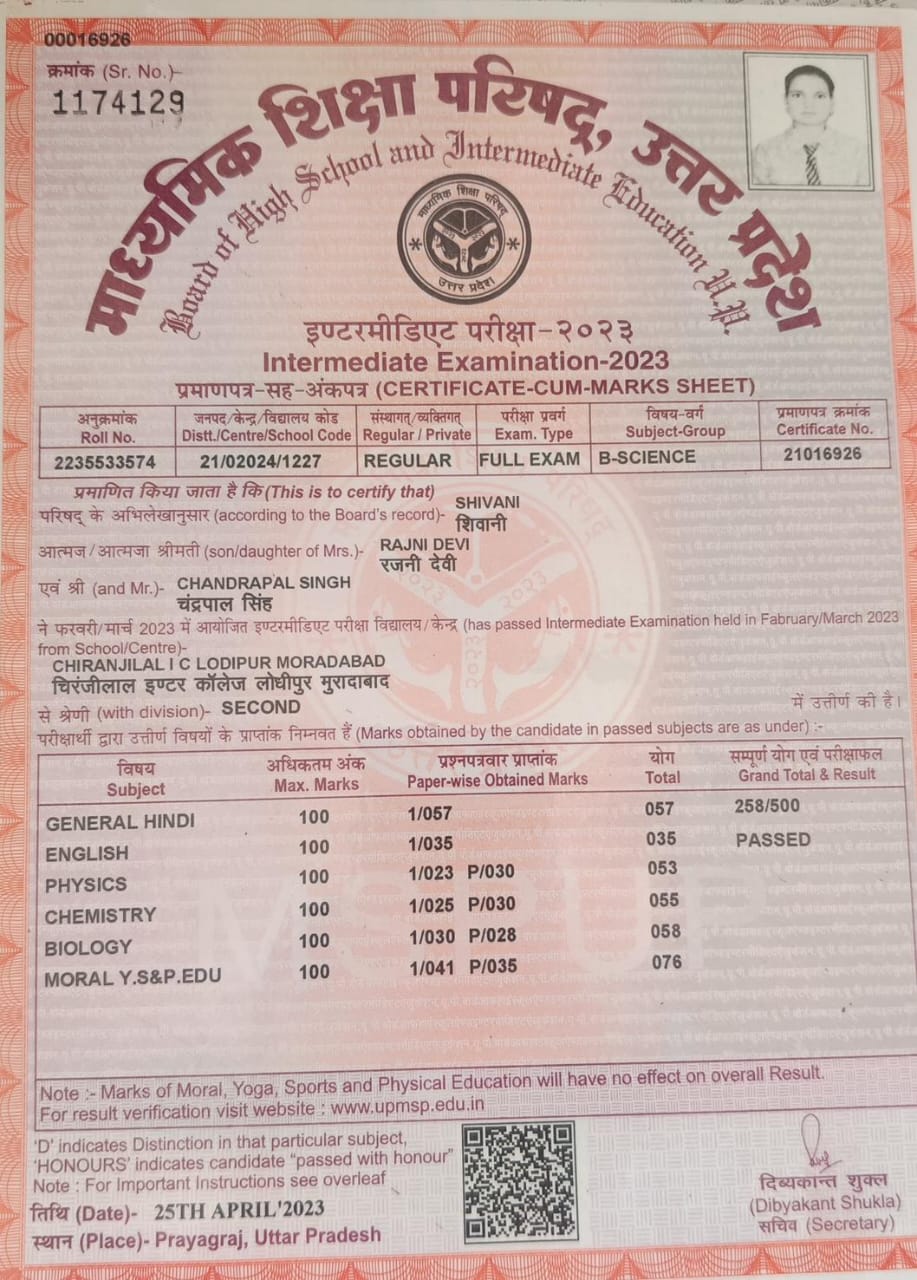 00016926
क्रमांक (Sr. No.)-
1174129
माध्यमिक शिक्षा परिषद्, उत्तर प्रदेश
Board of High School and Intermediate Education U.P.
माध्यमिक शिक्षा परिषद्
उत्तर प्रदेश
इण्टरमीडिएट परीक्षा-२०२३
Intermediate Examination-2023
प्रमाणपत्र-सह-अंकपत्र (CERTIFICATE-CUM-MARKS SHEET)
अनुक्रमांक जनपद/केन्द्र/विद्यालय कोड संस्थागत/व्यक्तिगत परीक्षा प्रवर्ग विषय-वर्ग प्रमाणपत्र क्रमांक
Roll No. Distt./Centre/School Code Regular / Private Exam. Type Subject-Group Certificate No.
2235533574 21/02024/1227 REGULAR FULL EXAM B-SCIENCE 21016926
प्रमाणित किया जाता है कि (This is to certify that) SHIVANI
परिषद् के अभिलेखानुसार (according to the Board's record)- शिवानी
आत्मज/आत्मजा श्रीमती (son/daughter of Mrs.)- RAJNI DEVI
रजनी देवी
एवं श्री (and Mr.)- CHANDRAPAL SINGH
चंद्रपाल सिंह
ने फरवरी/मार्च 2023 में आयोजित इण्टरमीडिएट परीक्षा विद्यालय/केन्द्र (has passed Intermediate Examination held in Fabruary/March 2023
from School/Centre)-
CHIRANJILAL I C LODIPUR MORADABAD
चिरंजीलाल इण्टर कॉलेज लोधीपुर मुरादाबाद
से श्रेणी (with division)- SECOND में उत्तीर्ण की है।
परीक्षार्थी द्वारा उत्तीर्ण विषयों के प्राप्तांक निम्नवत हैं (Marks obtained by the candidate in passed subjects are as under) :-
विषय अधिकतम अंक प्रश्नपत्रवार प्राप्तांक योग सम्पूर्ण योग एवं परीक्षाफल
Subject Max. Marks Paper-wise Obtained Marks Total Grand Total & Result
GENERAL HINDI 100 1/057 057 258/500
ENGLISH 100 1/035 035 PASSED
PHYSICS 100 1/023 P/030 053
CHEMISTRY 100 1/025 P/030 055
BIOLOGY 100 1/030 P/028 058
MORAL Y.S&P.EDU 100 1/041 P/035 076
Note :- Marks of Moral, Yoga, Sports and Physical Education will have no effect on overall Result.
For result verification visit website : www.upmsp.edu.in
'D' indicates Distinction in that particular subject,
'HONOURS' indicates candidate "passed with honour"
Note : For Important Instructions see overleaf
तिथि (Date)- 25TH APRIL'2023
स्थान (Place)- Prayagraj, Uttar Pradesh
दिब्यकान्त शुक्ल
(Dibyakant Shukla)
सचिव (Secretary)